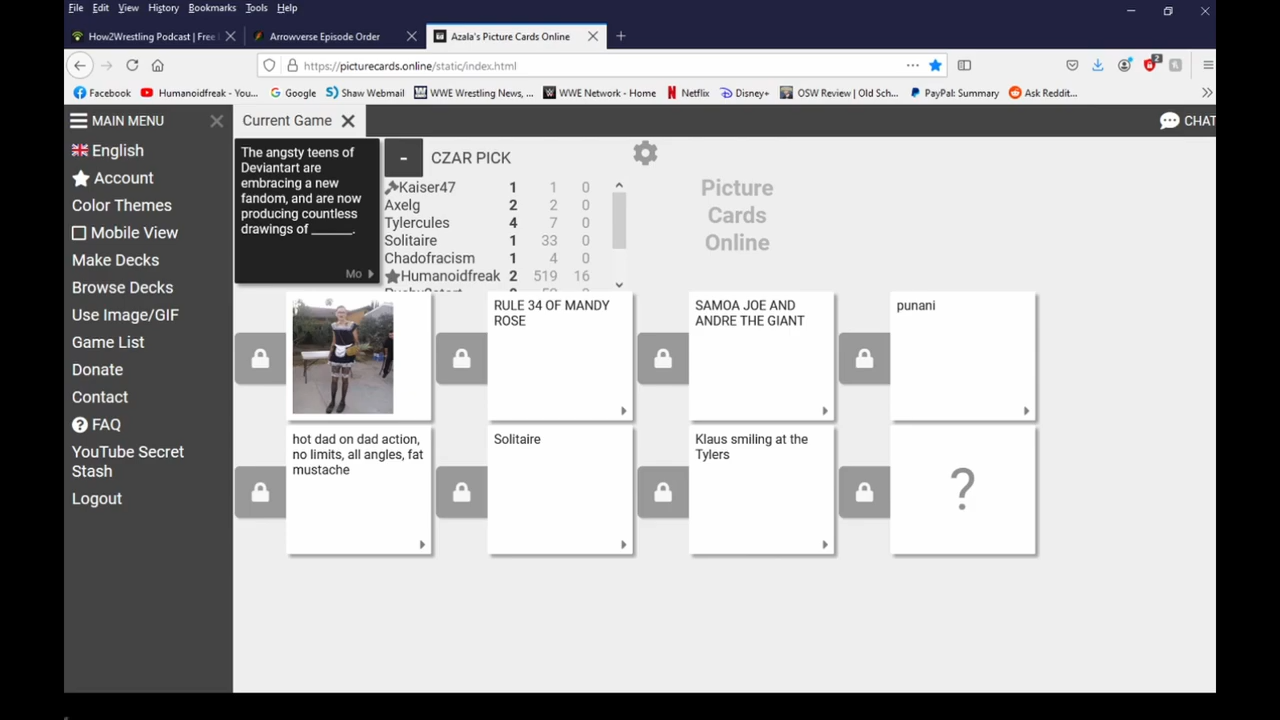 File Edit View History Bookmarks Tools Help
How2Wrestling Podcast | Free
Arrowverse Episode Order
Azala's Picture Cards Online
https://picturecards.online/static/index.html
2
Facebook
Humanoidfreak - You...
Google
Shaw Webmail
WWE Wrestling News, ...
WWE Network - Home
Netflix
Disney+
OSW Review | Old Sch...
PayPal: Summary
Ask Reddit...
MAIN MENU
Current Game
CHAT
English
Account
Color Themes
Mobile View
Make Decks
Browse Decks
Use Image/GIF
Game List
Donate
Contact
FAQ
YouTube Secret
Stash
Logout
The angsty teens of
Deviantart are
embracing a new
fandom, and are now
producing countless
drawings of ______.
Mo
-
CZAR PICK
Kaiser47 1 1 0
Axelg 2 2 0
Tylercules 4 7 0
Solitaire 1 33 0
Chadofracism 1 4 0
Humanoidfreak 2 519 16
Picture
Cards
Online
RULE 34 OF MANDY
ROSE
SAMOA JOE AND
ANDRE THE GIANT
punani
hot dad on dad action,
no limits, all angles, fat
mustache
Solitaire
Klaus smiling at the
Tylers
?